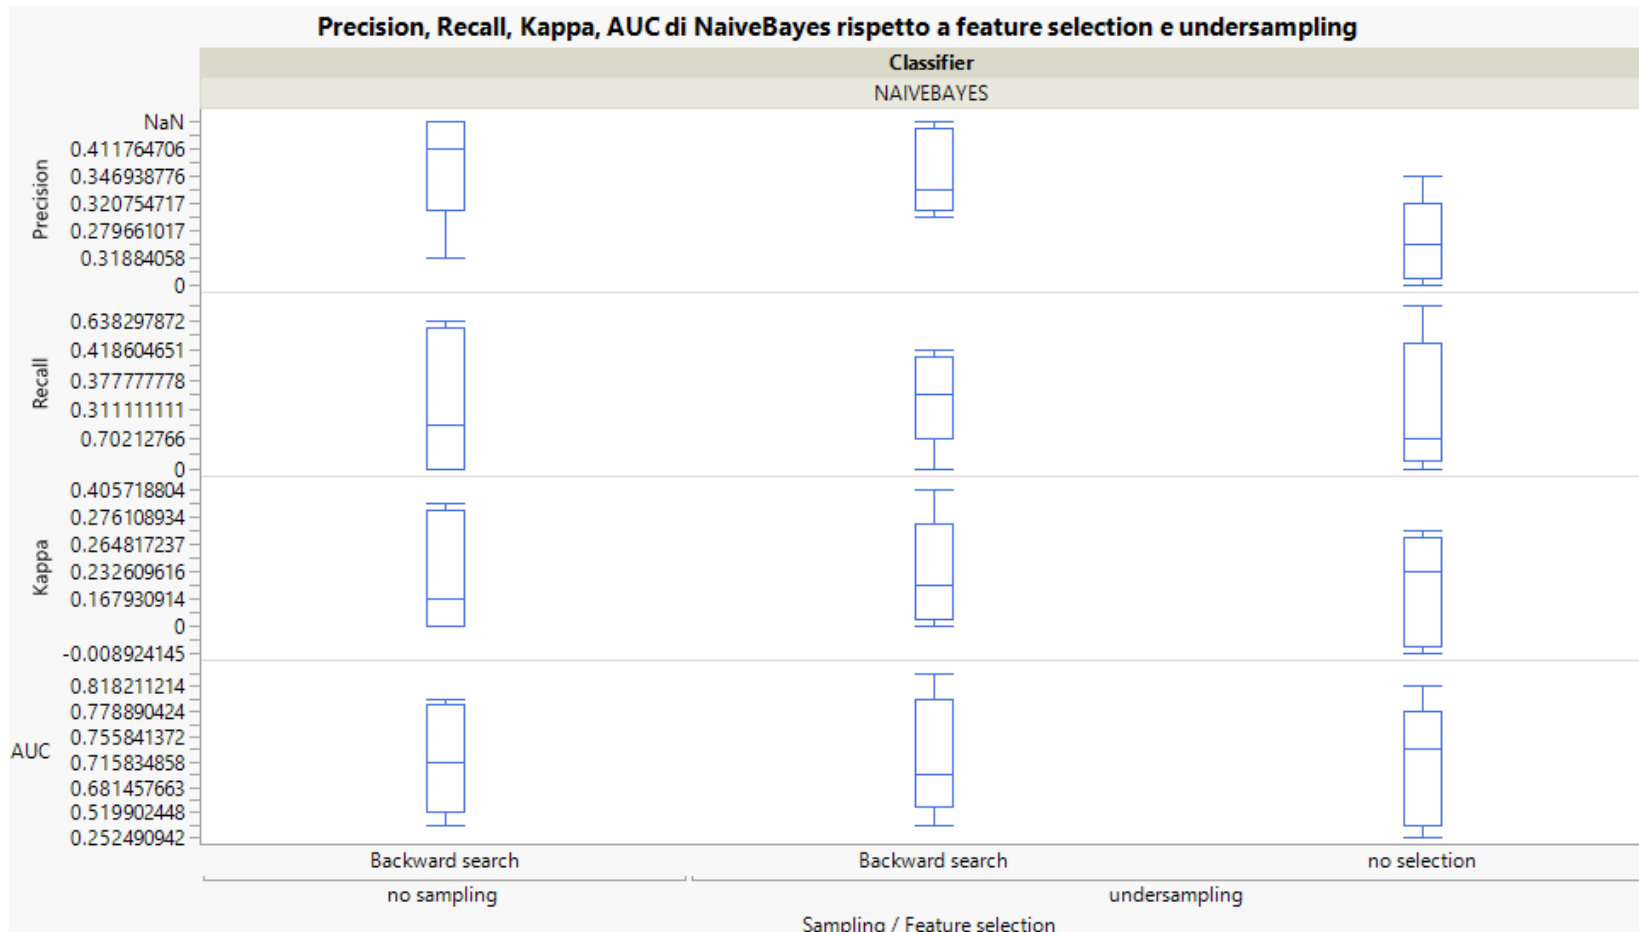 Precision, Recall, Kappa, AUC di NaiveBayes rispetto a feature selection e undersampling
Classifier
NAIVEBAYES
Precision
NaN
0.411764706
0.346938776
0.320754717
0.279661017
0.31884058
0
Recall
0.638297872
0.418604651
0.377777778
0.311111111
0.70212766
0
Kappa
0.405718804
0.276108934
0.264817237
0.232609616
0.167930914
0
-0.008924145
AUC
0.818211214
0.778890424
0.755841372
0.715834858
0.681457663
0.519902448
0.252490942
Backward search
Backward search
no selection
no sampling
undersampling
Sampling / Feature selection